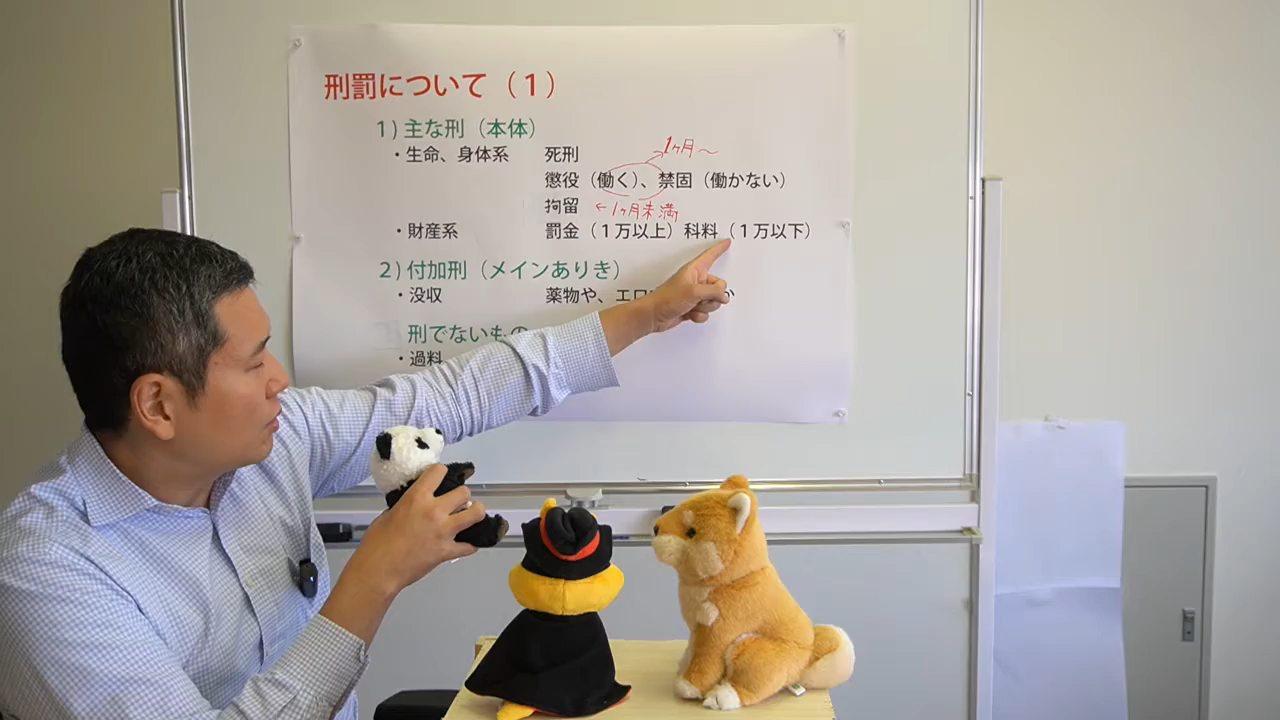 刑罰について（１）
１）主な刑（本体）
・生命、身体系　死刑
1ヶ月〜
懲役（働く）、禁固（働かない）
拘留 ←1ヶ月未満
・財産系　罰金（１万以上）科料（１万以下）
２）付加刑（メインありき）
・没収　薬物や、エロ
刑でないもの
・過料